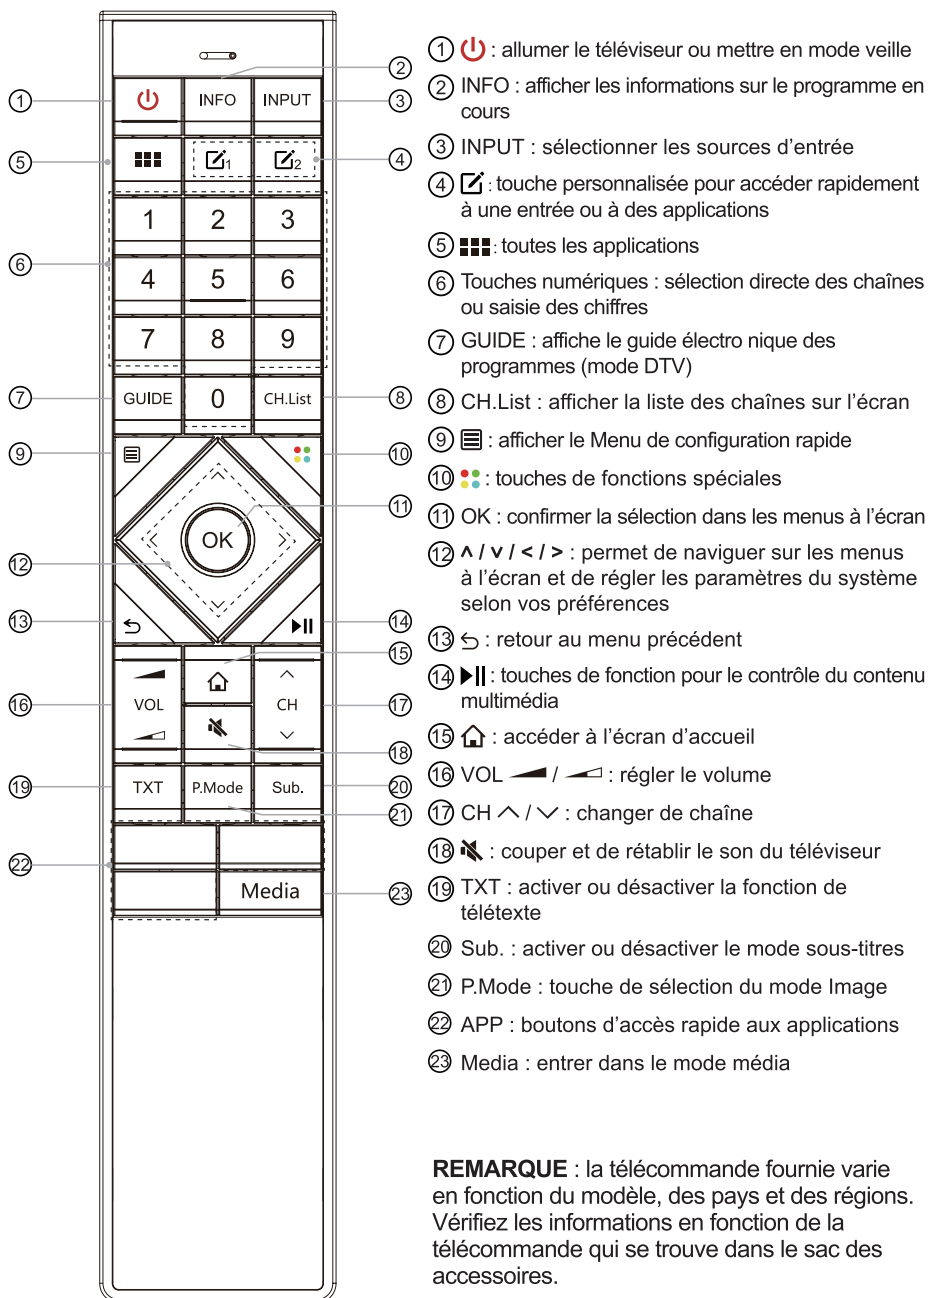 INFO
INPUT
1
2
1
2
3
4
5
6
7
8
9
GUIDE
0
CH.List
OK
VOL
CH
TXT
P.Mode
Sub.
Media
①
②
③
④
⑤
⑥
⑦
⑧
⑨
⑩
⑪
⑫
⑬
⑭
⑮
⑯
⑰
⑱
⑲
⑳
㉑
㉒
㉓
① : allumer le téléviseur ou mettre en mode veille
② INFO : afficher les informations sur le programme en
cours
③ INPUT : sélectionner les sources d'entrée
④ : touche personnalisée pour accéder rapidement
à une entrée ou à des applications
⑤ : toutes les applications
⑥ Touches numériques : sélection directe des chaînes
ou saisie des chiffres
⑦ GUIDE : affiche le guide électro nique des
programmes (mode DTV)
⑧ CH.List : afficher la liste des chaînes sur l'écran
⑨ : afficher le Menu de configuration rapide
⑩ : touches de fonctions spéciales
⑪ OK : confirmer la sélection dans les menus à l'écran
⑫ ∧ / ∨ / < / > : permet de naviguer sur les menus
à l'écran et de régler les paramètres du système
selon vos préférences
⑬ : retour au menu précédent
⑭ : touches de fonction pour le contrôle du contenu
multimédia
⑮ : accéder à l'écran d'accueil
⑯ VOL / : régler le volume
⑰ CH ∧ / ∨ : changer de chaîne
⑱ : couper et de rétablir le son du téléviseur
⑲ TXT : activer ou désactiver la fonction de
télétexte
⑳ Sub. : activer ou désactiver le mode sous-titres
㉑ P.Mode : touche de sélection du mode Image
㉒ APP : boutons d'accès rapide aux applications
㉓ Media : entrer dans le mode média
REMARQUE : la télécommande fournie varie
en fonction du modèle, des pays et des régions.
Vérifiez les informations en fonction de la
télécommande qui se trouve dans le sac des
accessoires.